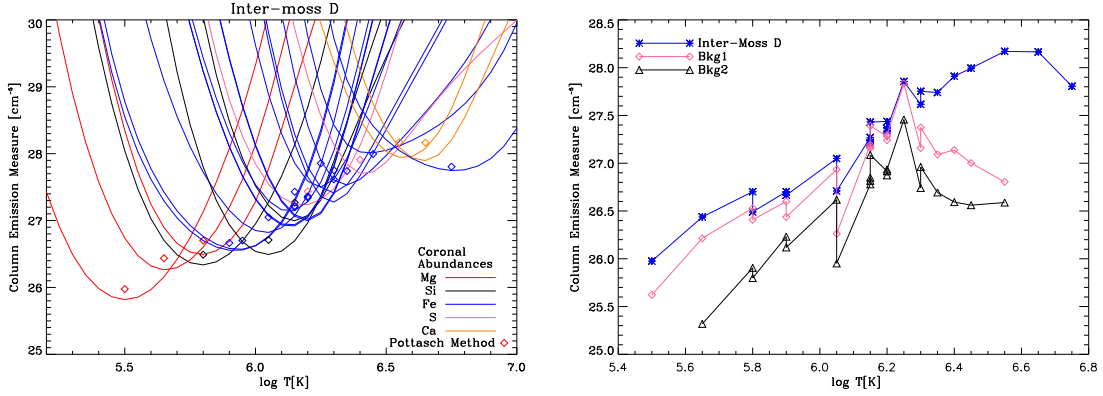 Inter-moss D
Column Emission Measure [cm⁻⁵]
30
29
28
27
26
25
5.5
6.0
6.5
7.0
log T[K]
Coronal
Abundances
Mg
Si
Fe
S
Ca
Pottasch Method
Column Emission Measure [cm⁻⁵]
28.5
28.0
27.5
27.0
26.5
26.0
25.5
25.0
5.4
5.6
5.8
6.0
6.2
6.4
6.6
6.8
log T[K]
Inter-Moss D
Bkg1
Bkg2